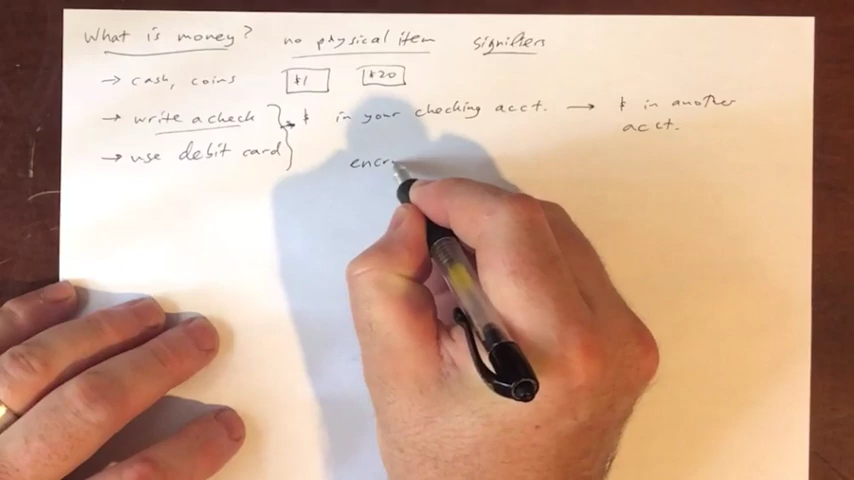 What is money? no physical item signifiers
→ cash, coins $1 $20
→ write a check } → $ in your checking acct. → $ in another acct.
→ use debit card
encr